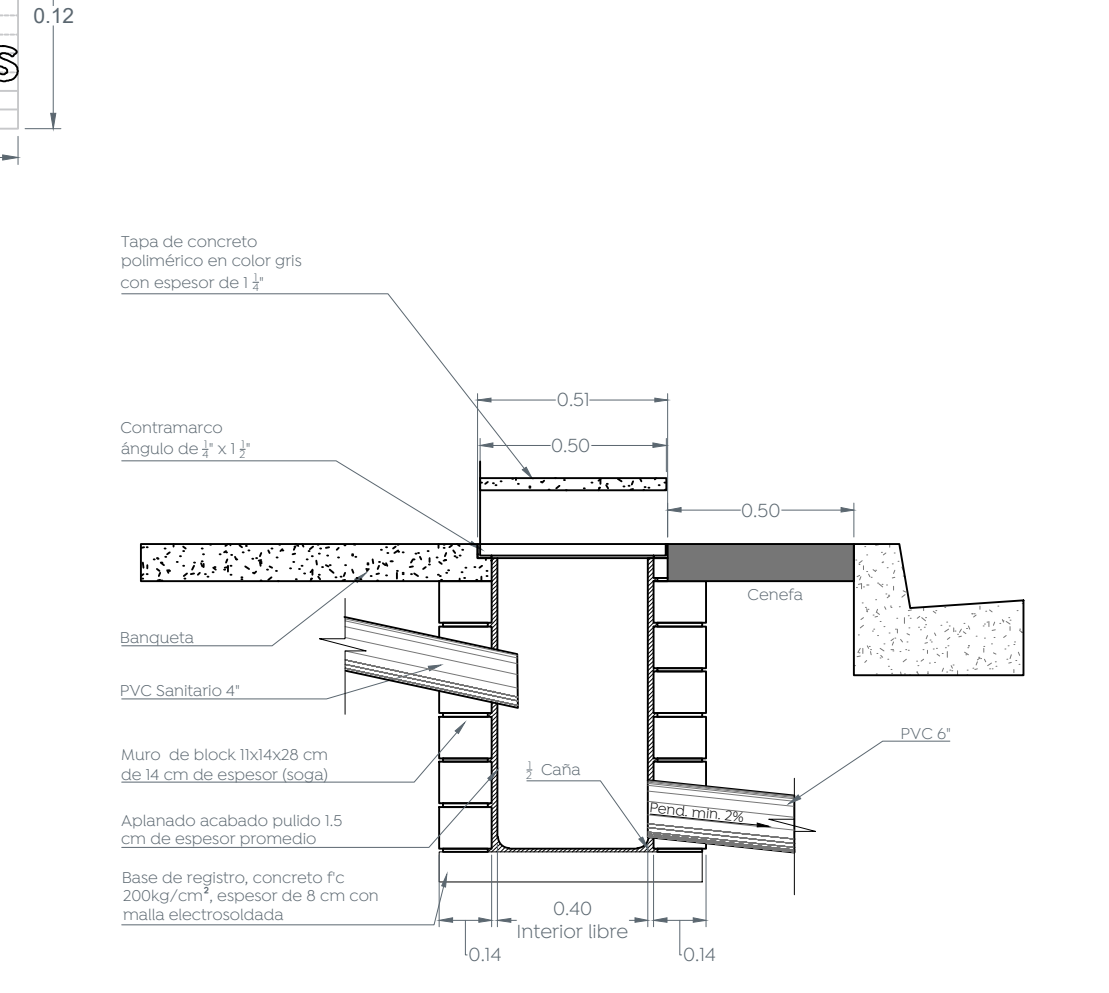 0.12
S
Tapa de concreto
polimérico en color gris
con espesor de 1 1/4"
0.51
Contramarco
ángulo de 1/4" x 1 1/2"
0.50
0.50
Cenefa
Banqueta
PVC Sanitario 4"
PVC 6"
Muro de block 11x14x28 cm
de 14 cm de espesor (soga)
1/2 Caña
Pend. min. 2%
Aplanado acabado pulido 1.5
cm de espesor promedio
Base de registro, concreto f'c
200kg/cm², espesor de 8 cm con
malla electrosoldada
0.40
Interior libre
0.14
0.14